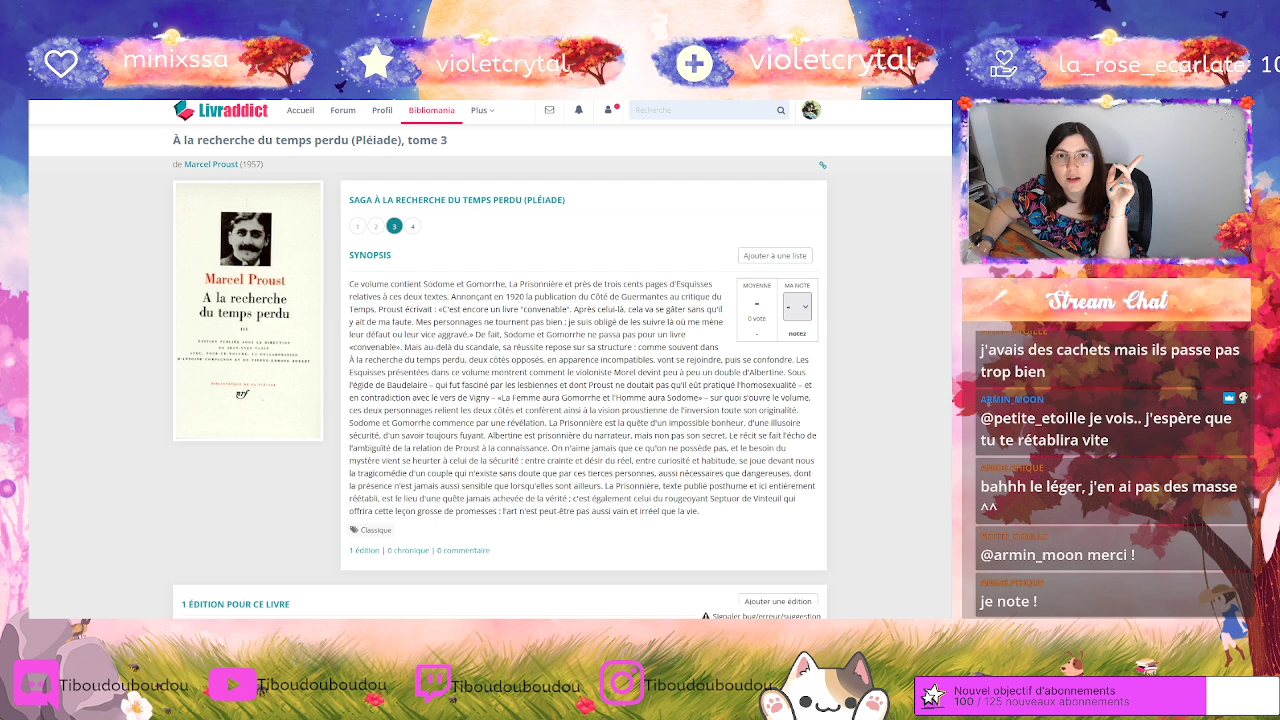 minixssa
violetcrytal
violetcrytal
la_rose_ecarlate: 10
Livraddict
Accueil
Forum
Profil
Bibliomania
Plus
Recherche
À la recherche du temps perdu (Pléiade), tome 3
de Marcel Proust (1957)
Marcel Proust
A la recherche
du temps perdu
III
BIBLIOTHÈQUE DE LA PLÉIADE
nrf
SAGA À LA RECHERCHE DU TEMPS PERDU (PLÉIADE)
1 2 3 4
SYNOPSIS
Ajouter à une liste
Ce volume contient Sodome et Gomorrhe, La Prisonnière et près de trois cents pages d'Esquisses
relatives à ces deux textes. Annonçant en 1920 la publication du Côté de Guermantes au critique du
Temps, Proust écrivit : «C'est encore un livre "convenable". Après celui-là, cela se gâter sans qu'il
y ait de ma faute. Mes personnages ne tournent pas bien ; je suis obligé de les suivre là où me mène
leur défaut ou leur vice aggravé.» De fait, Sodome et Gomorrhe ne passa pas pour un livre
«convenable». Mais au-delà du scandale, sa réussite repose sur sa structure : comme souvent dans
À la recherche du temps perdu, deux côtés opposés, en apparence incompatibles, vont se rejoindre, puis se confondre. Les
Esquisses présentées dans ce volume montrent comment le violoniste Morel devint peu à peu un double d'Albertine. Sous
l'égide de Baudelaire – qui fut fasciné par les lesbiennes et dont Proust ne doutait pas qu'il eût pratiqué l'homosexualité – et
en contradiction avec le vers de Vigny – «La Femme aura Gomorrhe et l'Homme aura Sodome» – sur quoi s'ouvre le volume,
ces deux personnages relient les deux côtés et confèrent ainsi à la vision proustienne de l'inversion toute son originalité.
Sodome et Gomorrhe commence par une révélation. La Prisonnière est la quête d'un impossible bonheur, d'une illusoire
sécurité, d'un savoir toujours fuyant. Albertine est prisonnière du narrateur, mais non pas son secret. Le récit se fait l'écho de
l'ambiguïté de la relation de Proust à la connaissance. On n'aime jamais que ce qu'on ne possède pas, et le besoin du
mystère vient se heurter à celui de la sécurité : entre crainte et désir du réel, entre curiosité et habitude, se joue devant nous
la tragicomédie d'un couple qui n'existe sans doute que par ces tierces personnes, aussi nécessaires que dangereuses, dont
la présence n'est jamais aussi sensible que lorsqu'elles sont ailleurs. La Prisonnière, texte publié posthume et ici entièrement
réétabli, est le lieu d'une quête jamais achevée de la vérité ; c'est également celui du rougeoyant Septuor de Vinteuil qui
offrira cette leçon grosse de promesses : l'art n'est peut-être pas aussi vain et irréel que la vie.
MOYENNE
-
0 vote
-
MA NOTE
-
notez
Classique
1 édition | 0 chronique | 0 commentaire
1 ÉDITION POUR CE LIVRE
Ajouter une édition
Signaler bug/erreur/suggestion
Stream Chat
j'avais des cachets mais ils passe pas
trop bien
ARMIN_MOON
@petite_etoille je vois.. j'espère que
tu te rétablira vite
bahhh le léger, j'en ai pas des masse
^^
@armin_moon merci !
je note !
Tiboudouboudou
Tiboudouboudou
Tiboudouboudou
Tiboudouboudou
Nouvel objectif d'abonnements
100 / 125 nouveaux abonnements